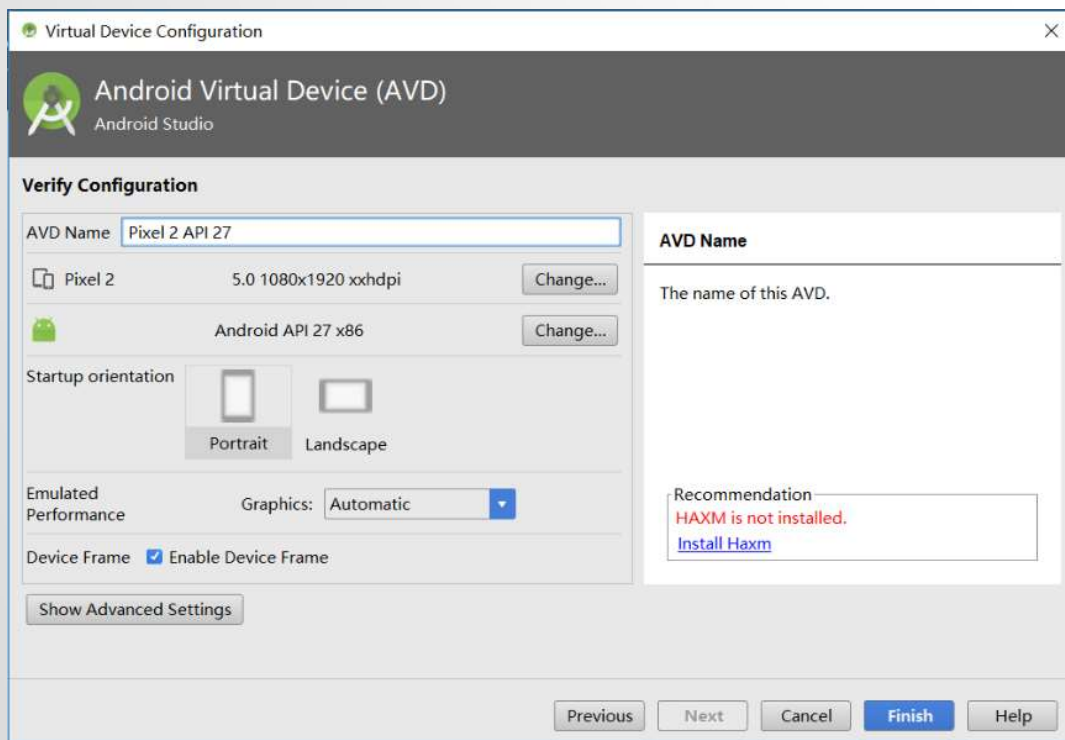 Virtual Device Configuration
Android Virtual Device (AVD)
Android Studio
Verify Configuration
AVD Name Pixel 2 API 27
Pixel 2 5.0 1080x1920 xxhdpi Change...
Android API 27 x86 Change...
Startup orientation
Portrait Landscape
Emulated
Performance
Graphics: Automatic
Device Frame Enable Device Frame
Show Advanced Settings
AVD Name
The name of this AVD.
Recommendation
HAXM is not installed.
Install Haxm
Previous Next Cancel Finish Help